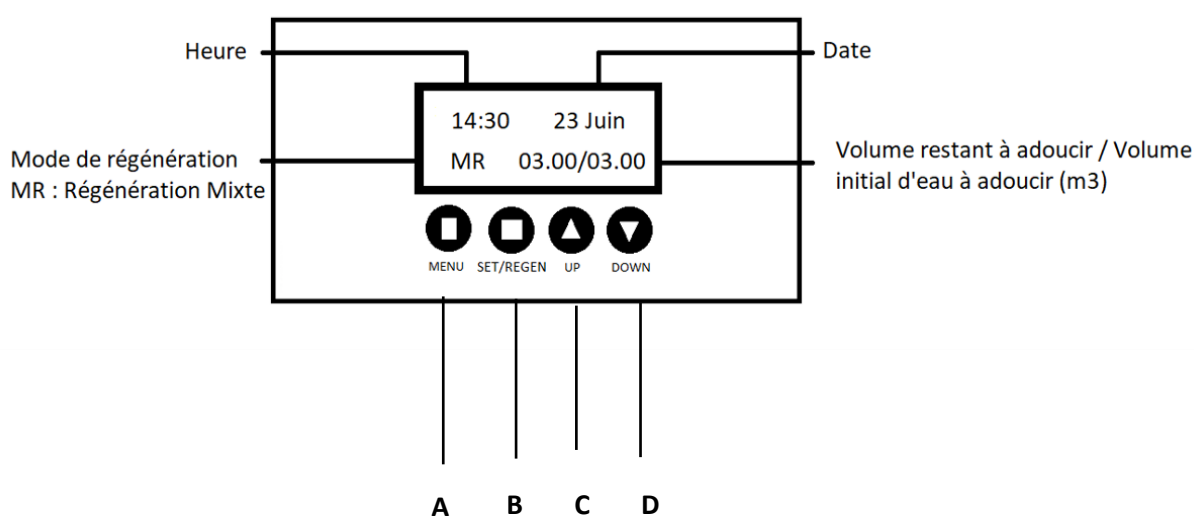 Heure
Date
14:30 23 Juin
MR 03.00/03.00
Mode de régénération
MR : Régénération Mixte
Volume restant à adoucir / Volume
initial d'eau à adoucir (m3)
MENU SET/REGEN UP DOWN
A B C D